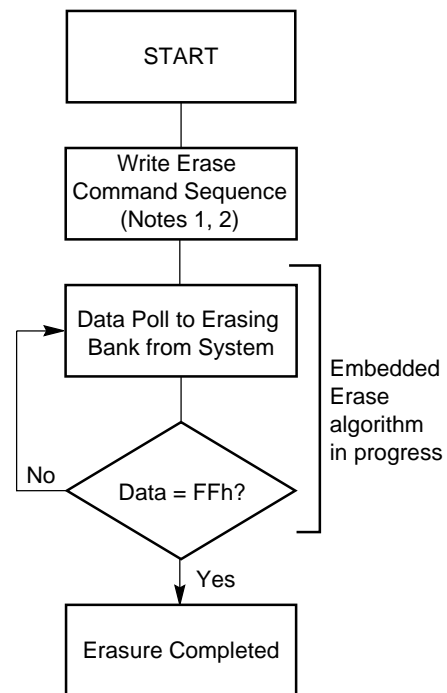 START
Write Erase
Command Sequence
(Notes 1, 2)
Data Poll to Erasing
Bank from System
Embedded
Erase
algorithm
in progress
No
Data = FFh?
Yes
Erasure Completed